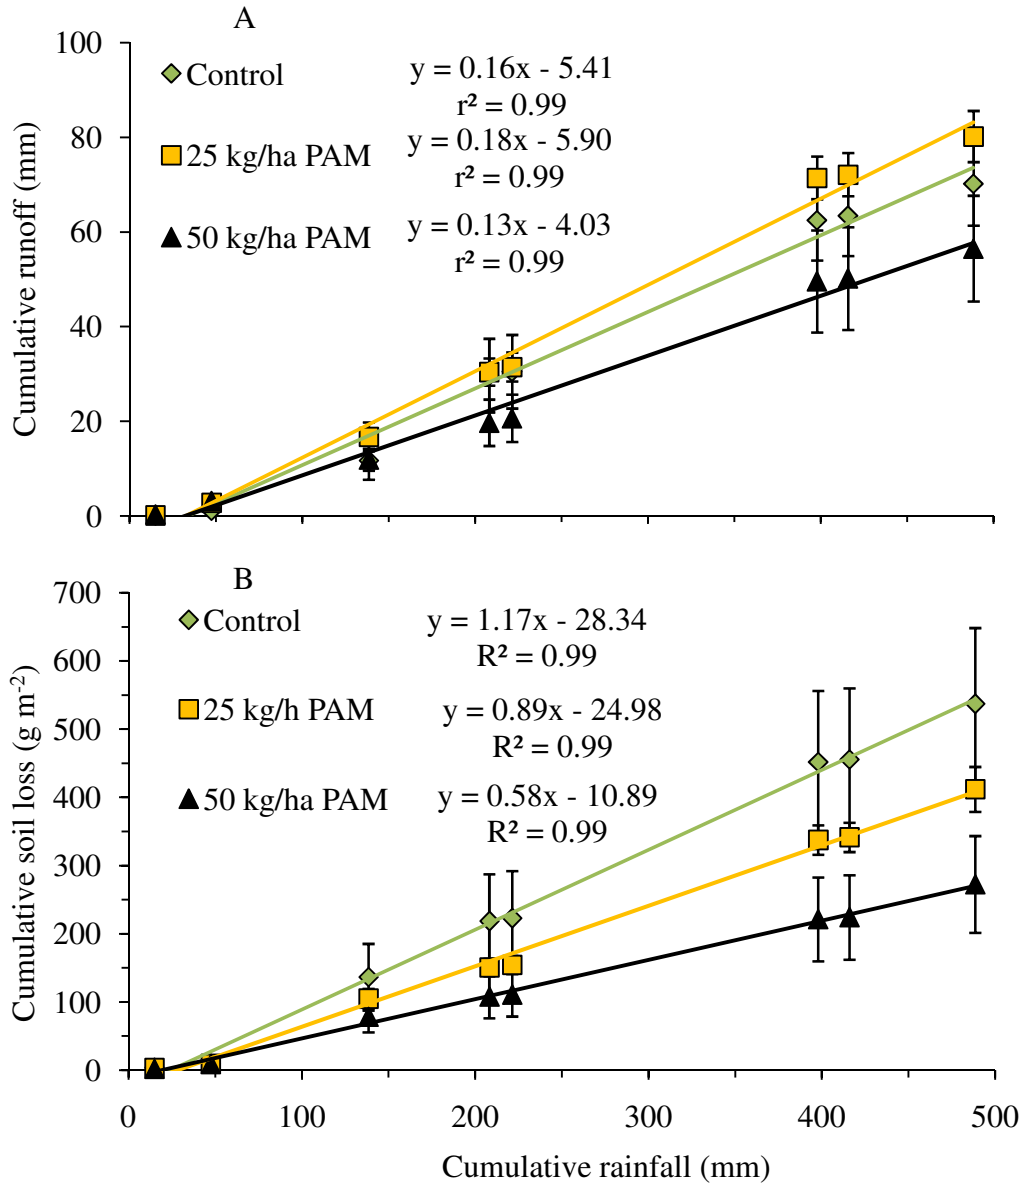 A
100
80
60
40
20
0
Cumulative runoff (mm)
Control
y = 0.16x - 5.41
r² = 0.99
25 kg/ha PAM
y = 0.18x - 5.90
r² = 0.99
50 kg/ha PAM
y = 0.13x - 4.03
r² = 0.99
B
700
600
500
400
300
200
100
0
Cumulative soil loss (g m⁻²)
Control
y = 1.17x - 28.34
R² = 0.99
25 kg/h PAM
y = 0.89x - 24.98
R² = 0.99
50 kg/ha PAM
y = 0.58x - 10.89
R² = 0.99
0 100 200 300 400 500
Cumulative rainfall (mm)